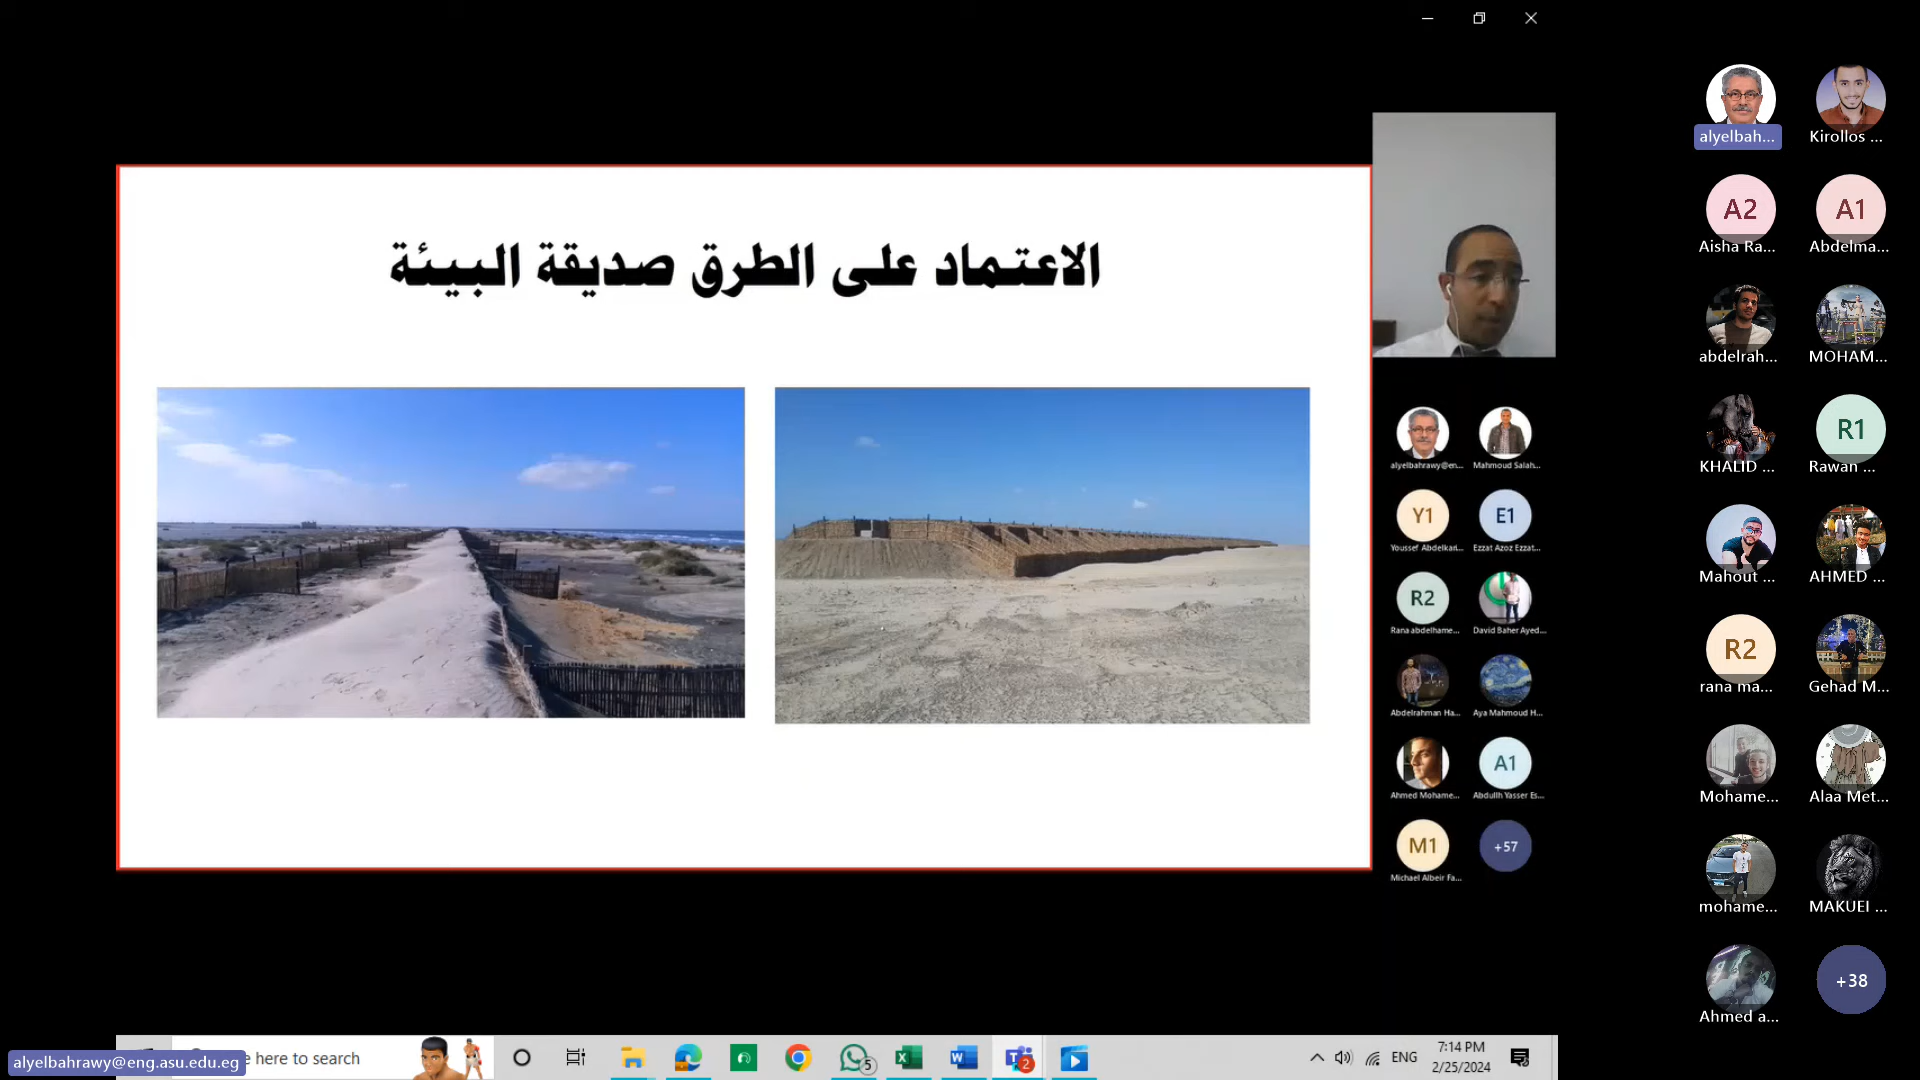 الاعتماد على الطرق صديقة البيئة
alyelbahrawy@en...
Mahmoud Salah...
Y1
E1
Youssef Abdelkari...
Ezzat Azoz Ezzat...
R2
Rana abdelhame...
David Baher Ayed...
Abdelrahman Ha...
Aya Mahmoud H...
A1
Ahmed Mohame...
Abdullh Yasser Es...
M1
+57
Michael Albeir Fa...
alyelbah...
Kirollos ...
A2
A1
Aisha Ra...
Abdelma...
abdelrah...
MOHAM...
R1
KHALID ...
Rawan ...
Mahout ...
AHMED ...
R2
rana ma...
Gehad M...
Mohame...
Alaa Met...
mohame...
MAKUEI ...
+38
Ahmed a...
alyelbahrawy@eng.asu.edu.eg
here to search
5
2
ENG
7:14 PM
2/25/2024